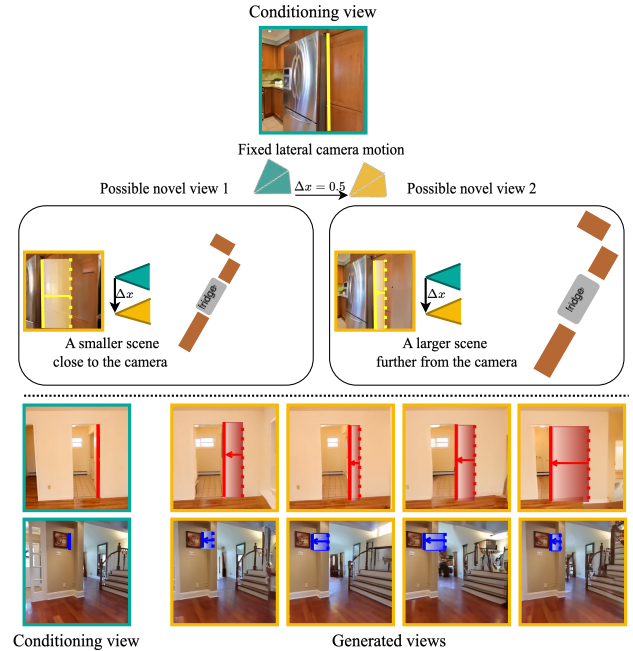 Conditioning view
Fixed lateral camera motion
Δx = 0.5
Possible novel view 1
Possible novel view 2
Δx
fridge
A smaller scene
close to the camera
Δx
fridge
A larger scene
further from the camera
Conditioning view
Generated views